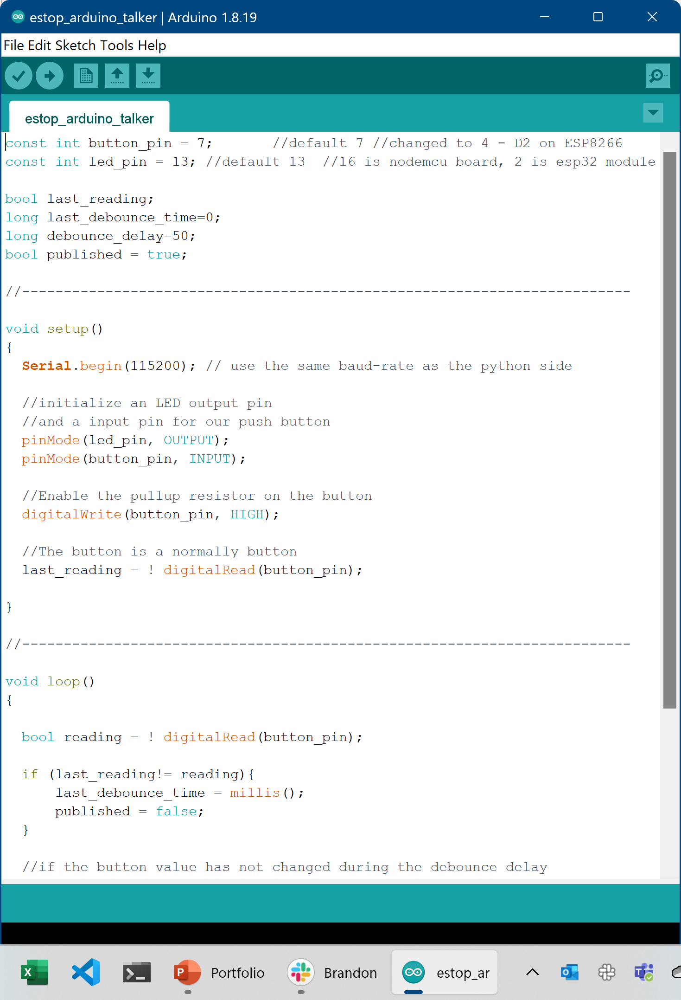 estop_arduino_talker | Arduino 1.8.19
File Edit Sketch Tools Help
estop_arduino_talker
const int button_pin = 7;       //default 7 //changed to 4 - D2 on ESP8266
const int led_pin = 13; //default 13  //16 is nodemcu board, 2 is esp32 module
bool last_reading;
long last_debounce_time=0;
long debounce_delay=50;
bool published = true;
//-------------------------------------------------------------------------
void setup()
{
  Serial.begin(115200); // use the same baud-rate as the python side
  //initialize an LED output pin
  //and a input pin for our push button
  pinMode(led_pin, OUTPUT);
  pinMode(button_pin, INPUT);
  //Enable the pullup resistor on the button
  digitalWrite(button_pin, HIGH);
  //The button is a normally button
  last_reading = ! digitalRead(button_pin);
}
//-------------------------------------------------------------------------
void loop()
{
  bool reading = ! digitalRead(button_pin);
  if (last_reading!= reading){
      last_debounce_time = millis();
      published = false;
  }
  //if the button value has not changed during the debounce delay
Portfolio
Brandon
estop_ar